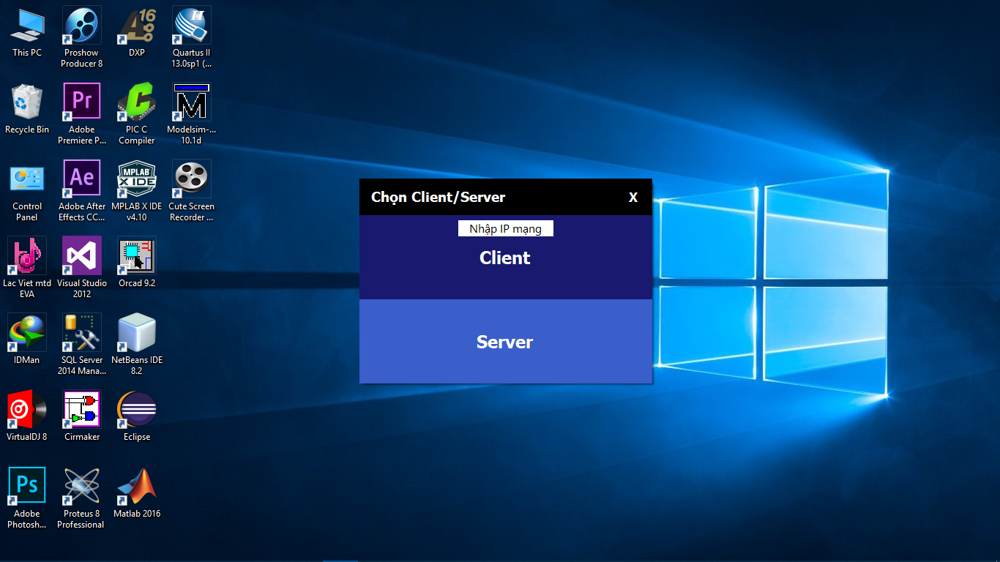 This PC
Proshow
Producer 8
16
DXP
II
Quartus II
13.0sp1 (...
Recycle Bin
Pr
Adobe
Premiere P...
C
PIC C
Compiler
M
Modelsim-...
10.1d
Control
Panel
Ae
Adobe After
Effects CC...
MPLAB
X IDE
MPLAB X IDE
v4.10
Cute Screen
Recorder ...
Lac Viet mtd
EVA
Visual Studio
2012
Orcad 9.2
IDMan
SQL Server
2014 Mana...
NetBeans IDE
8.2
VirtualDJ 8
Cirmaker
Eclipse
Ps
Adobe
Photosh...
Proteus 8
Professional
Matlab 2016
Chọn Client/Server
X
Nhập IP mạng
Client
Server